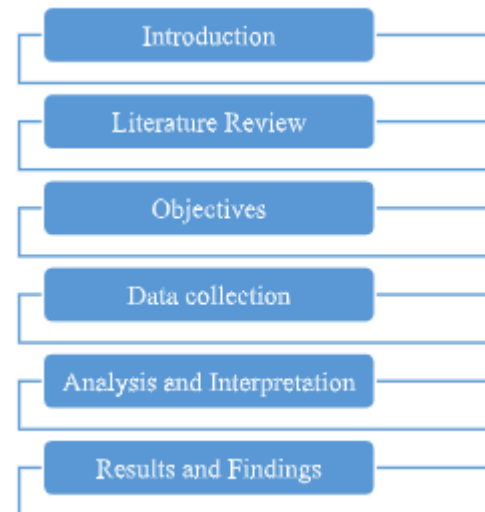 Introduction
Literature Review
Objectives
Data collection
Analysis and Interpretation
Results and Findings